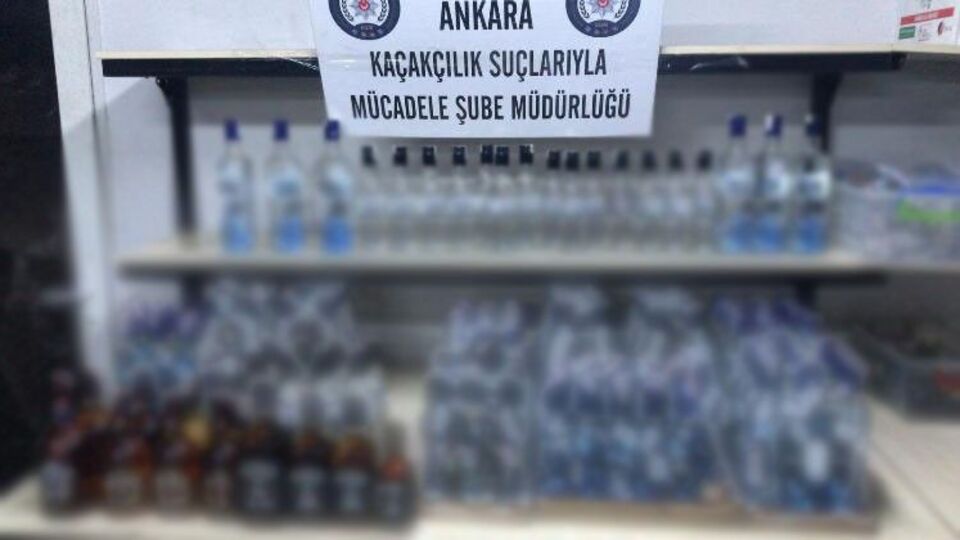 ANKARA
KAÇAKÇILIK SUÇLARIYLA
MÜCADELE ŞUBE MÜDÜRLÜĞÜ